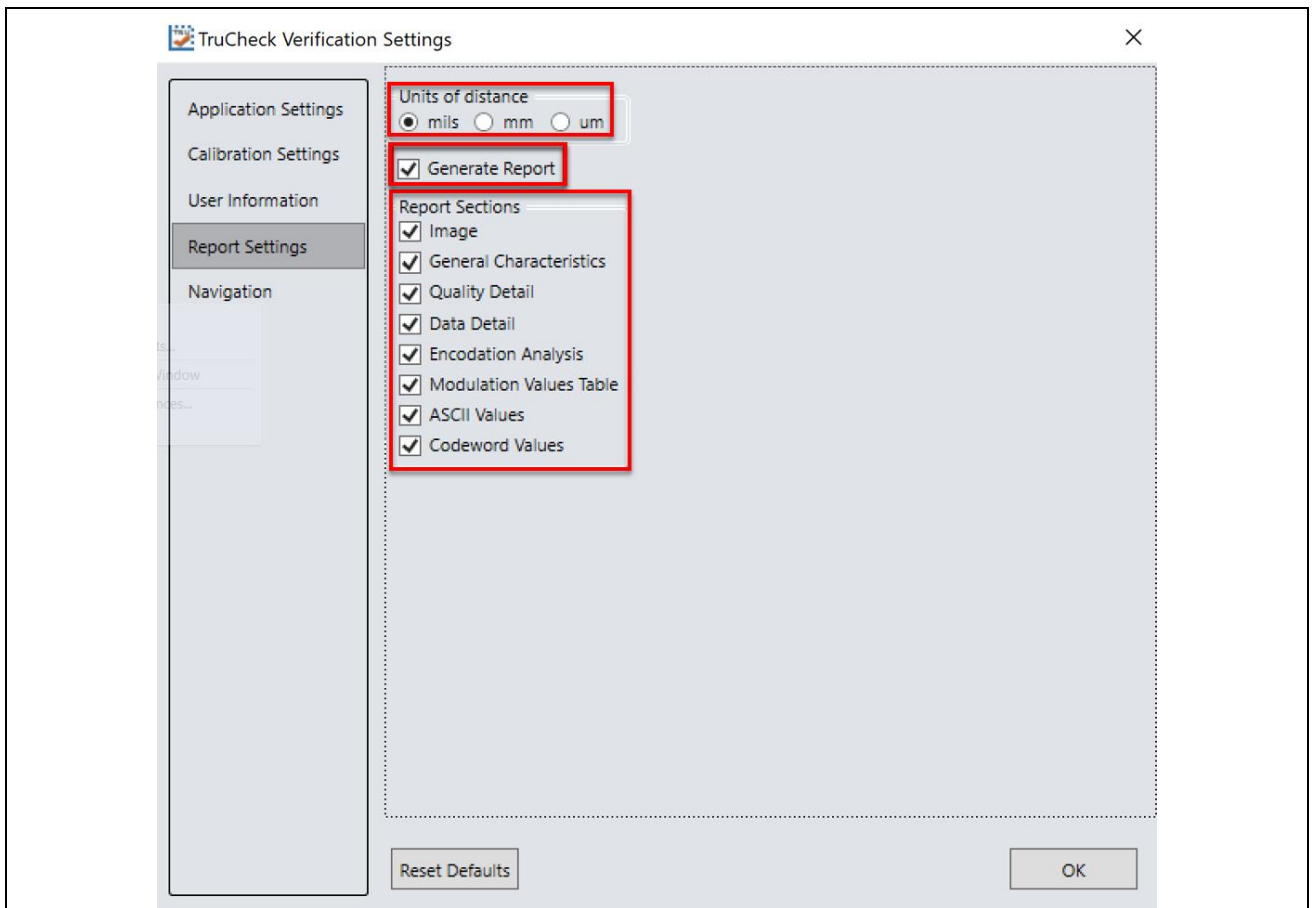 TruCheck Verification Settings
Application Settings
Calibration Settings
User Information
Report Settings
Navigation
Units of distance
mils mm um
Generate Report
Report Sections
Image
General Characteristics
Quality Detail
Data Detail
Encodation Analysis
Modulation Values Table
ASCII Values
Codeword Values
Reset Defaults
OK